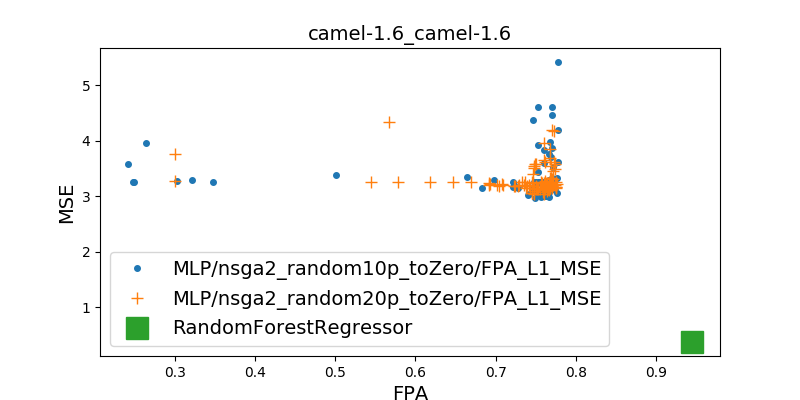 camel-1.6_camel-1.6
MSE
5
4
3
2
1
MLP/nsga2_random10p_toZero/FPA_L1_MSE
MLP/nsga2_random20p_toZero/FPA_L1_MSE
RandomForestRegressor
0.3 0.4 0.5 0.6 0.7 0.8 0.9
FPA